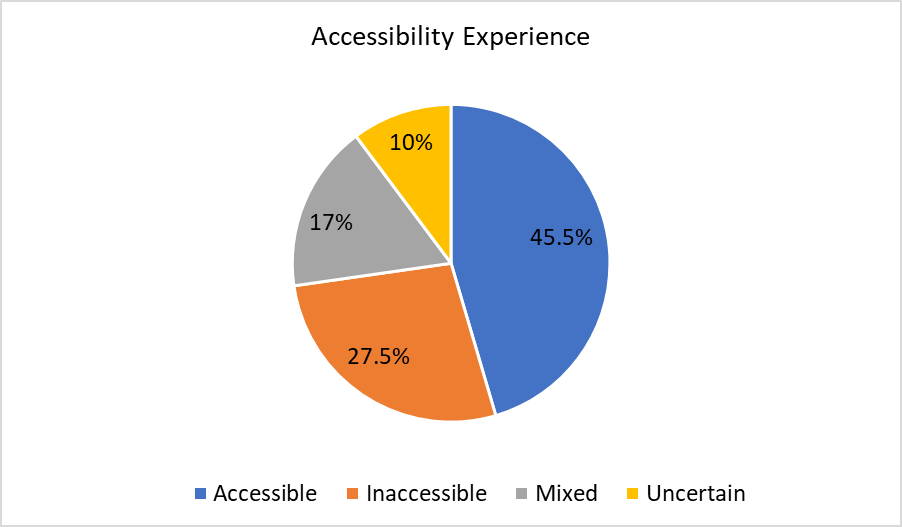 Accessibility Experience
10%
17%
45.5%
27.5%
Accessible Inaccessible Mixed Uncertain